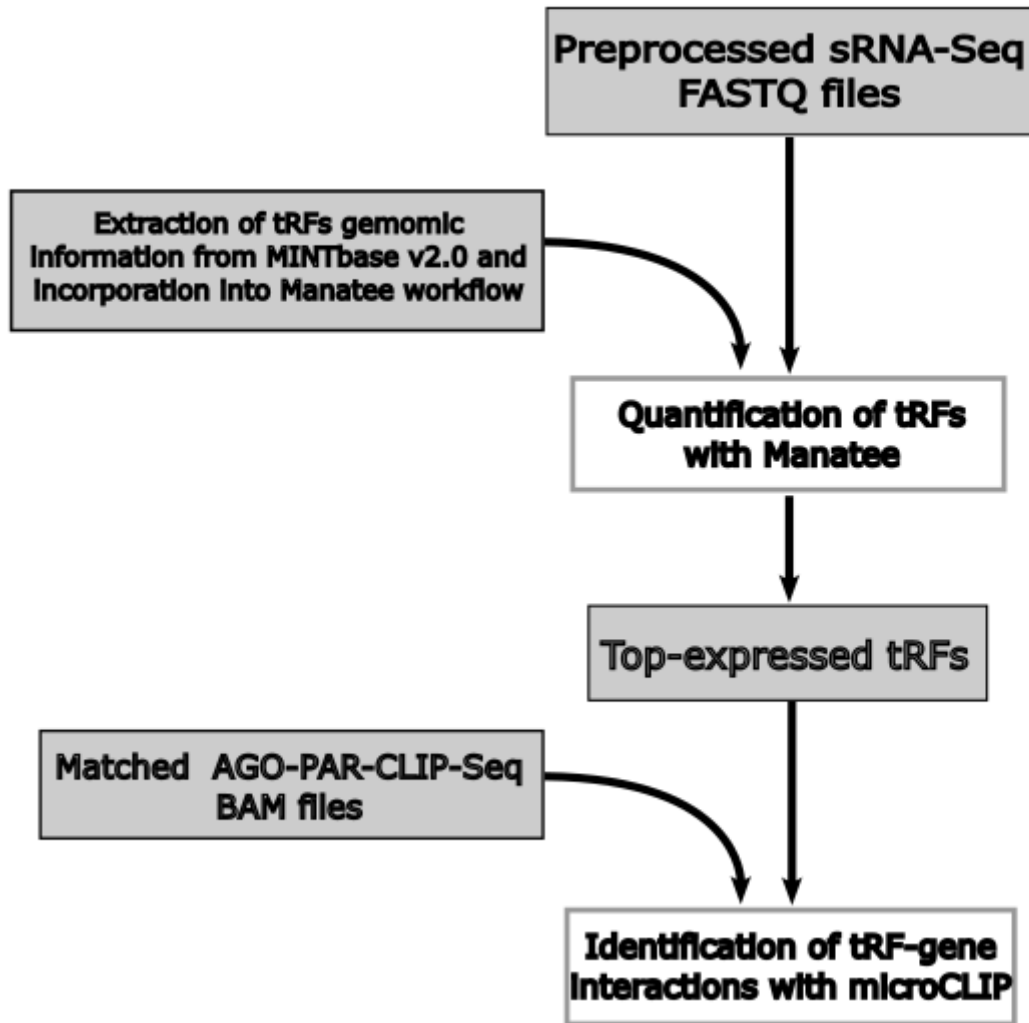 Preprocessed sRNA-Seq
FASTQ files
Extraction of tRFs gemomic
information from MINTbase v2.0 and
incorporation into Manatee workflow
Quantification of tRFs
with Manatee
Top-expressed tRFs
Matched AGO-PAR-CLIP-Seq
BAM files
Identification of tRF-gene
interactions with microCLIP